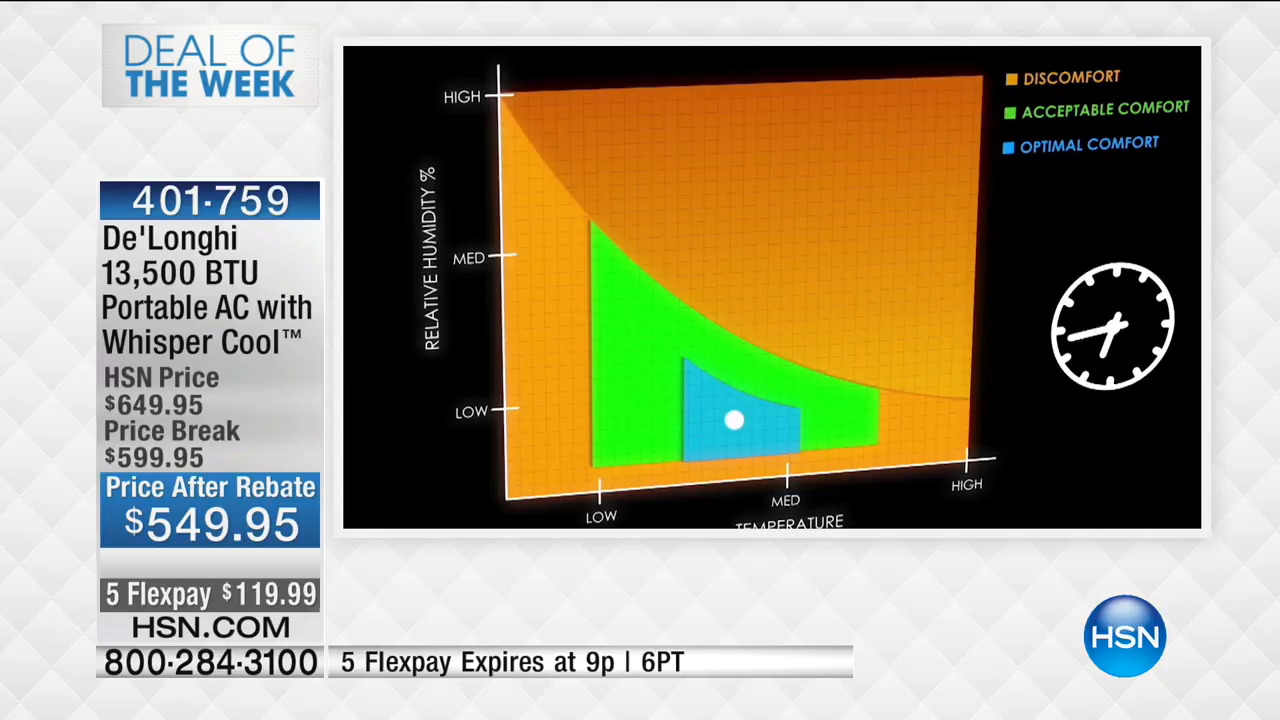 DEAL OF
THE WEEK
401·759
De'Longhi
13,500 BTU
Portable AC with
Whisper Cool™
HSN Price
$649.95
Price Break
$599.95
Price After Rebate
$549.95
5 Flexpay $119.99
HSN.COM
800·284·3100
5 Flexpay Expires at 9p | 6PT
DISCOMFORT
ACCEPTABLE COMFORT
OPTIMAL COMFORT
HIGH
RELATIVE HUMIDITY %
MED
LOW
LOW
MED
HIGH
TEMPERATURE
HSN